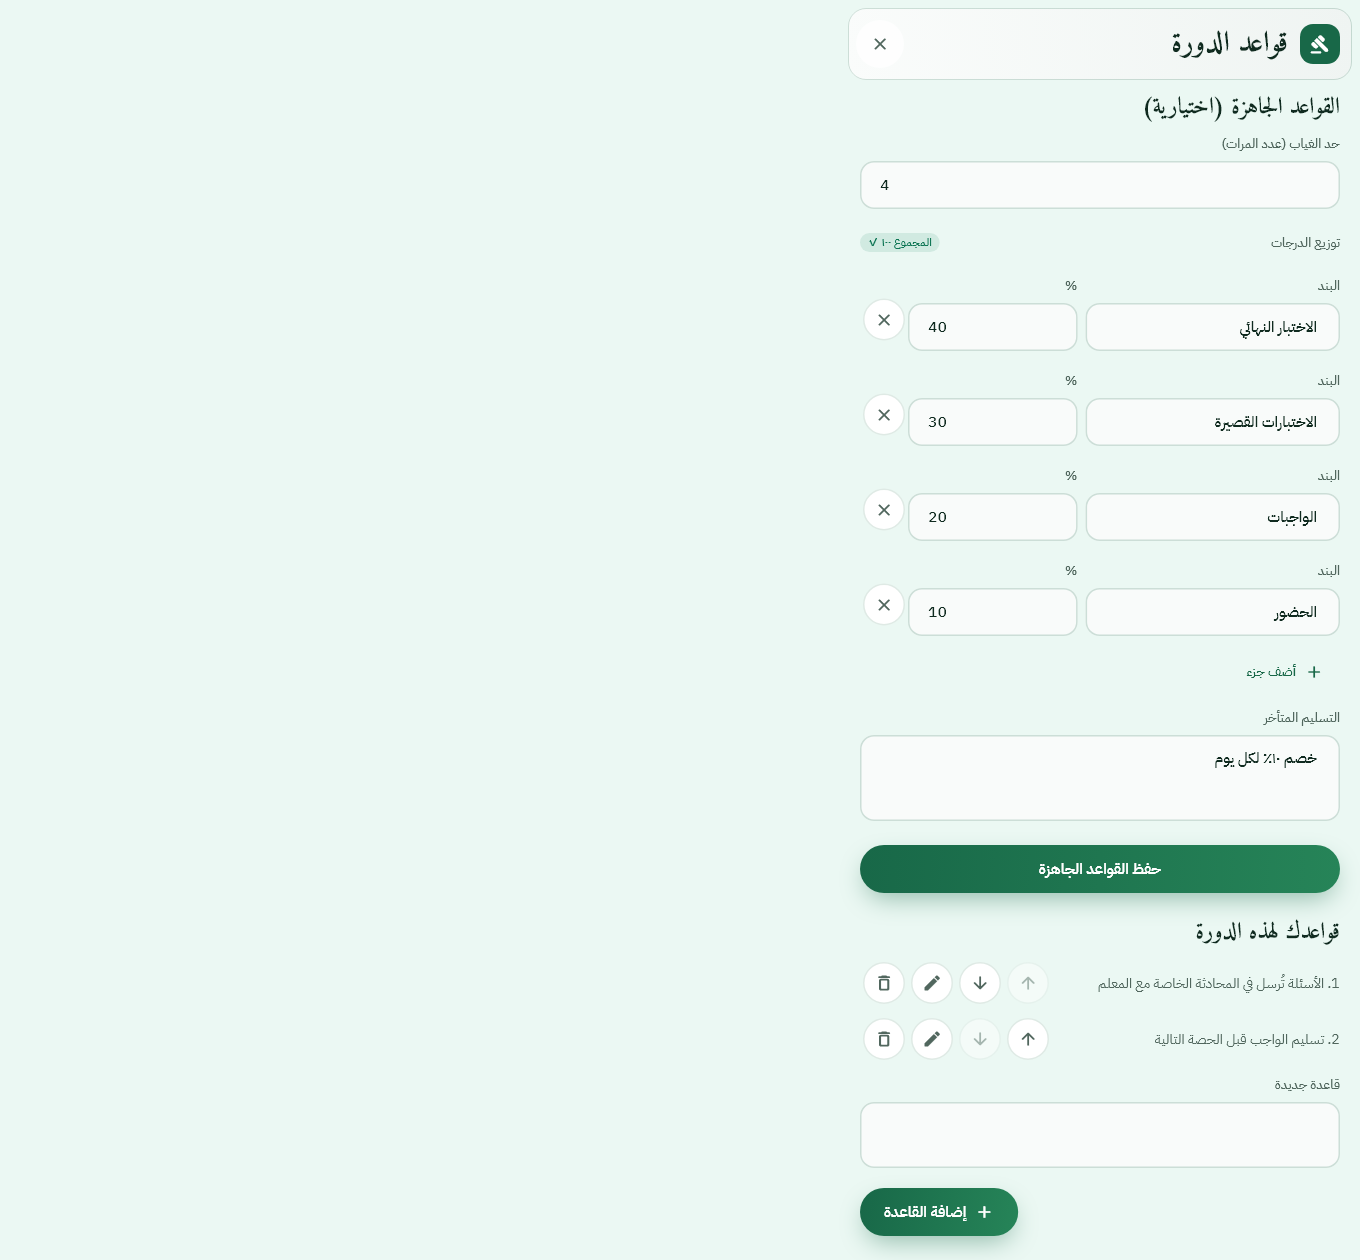 قواعد الدورة
القواعد الجاهزة (اختيارية)
حد الغياب (عدد المرات)
4
توزيع الدرجات
المجموع ١٠٠ ✓
البند
%
الاختبار النهائي
40
البند
%
الاختبارات القصيرة
30
البند
%
الواجبات
20
البند
%
الحضور
10
أضف جزء
التسليم المتأخر
خصم ١٠٪ لكل يوم
حفظ القواعد الجاهزة
قواعدك لهذه الدورة
1. الأسئلة تُرسل في المحادثة الخاصة مع المعلم
2. تسليم الواجب قبل الحصة التالية
قاعدة جديدة
إضافة القاعدة